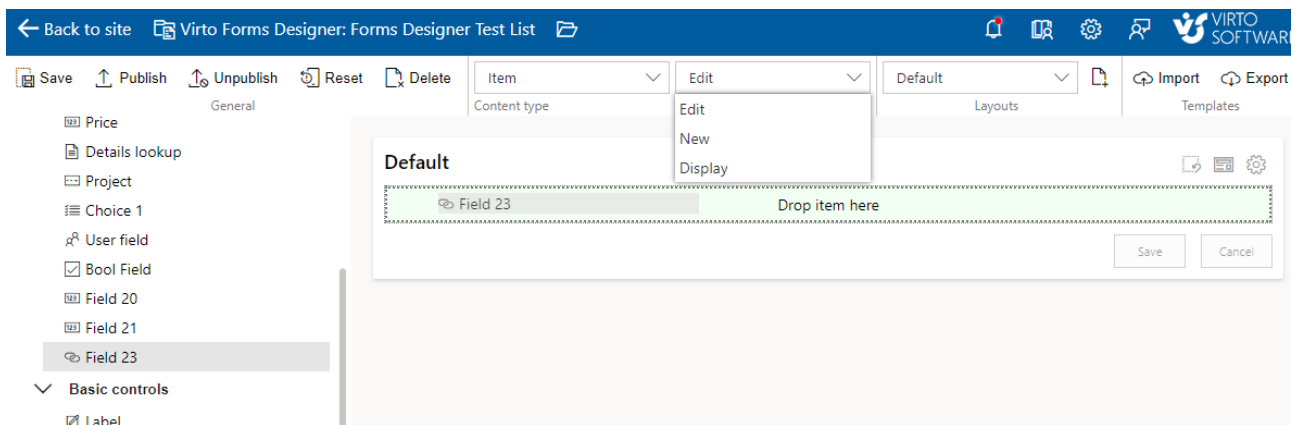 Back to site Virto Forms Designer: Forms Designer Test List VIRTO
SOFTWAR
Save Publish Unpublish Reset Delete Item Edit Default Import Export
General Content type Layouts Templates
Edit
New
Display
Price
Details lookup
Project
Choice 1
User field
Bool Field
Field 20
Field 21
Field 23
Basic controls
Label
Default
Field 23 Drop item here
Save Cancel